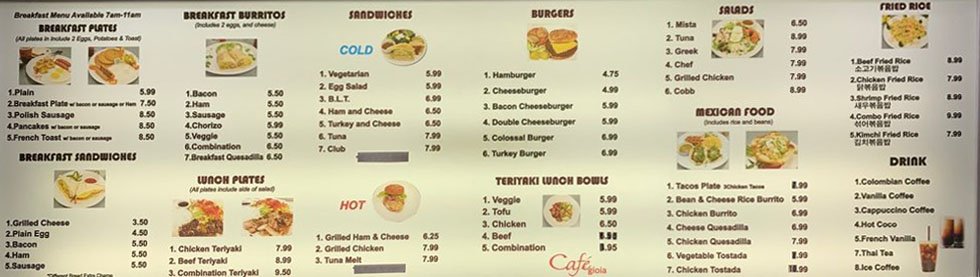 Breakfast Menu Available 7am-11am
BREAKFAST PLATES
(All plates in include 2 Eggs, Potatoes & Toast)
1.Plain 5.99
2.Breakfast Plate w/ bacon or sausage or Ham 7.50
3.Polish Sausage 8.50
4.Pancakes w/ bacon or sausage 8.50
5.French Toast w/ bacon or sausage 8.50
BREAKFAST SANDWICHES
1.Grilled Cheese 3.50
2.Plain Egg 4.50
3.Bacon 5.50
4.Ham 5.50
5.Sausage 5.50
*Different Bread Extra Charge
BREAKFAST BURRITOS
(Includes 2 eggs, and cheese)
1.Bacon 5.50
2.Ham 5.50
3.Sausage 5.50
4.Chorizo 5.99
5.Veggie 5.50
6.Combination 6.50
7.Breakfast Quesadilla 6.50
LUNCH PLATES
(All plates include side of salad)
1. Chicken Teriyaki 7.99
2. Beef Teriyaki 8.99
3. Combination Teriyaki 9.50
SANDWICHES
COLD
1. Vegetarian 5.99
2. Egg Salad 5.99
3. B.L.T. 6.50
4. Ham and Cheese 6.50
5. Turkey and Cheese 6.50
6. Tuna 7.99
7. Club 7.99
HOT
1. Grilled Ham & Cheese 6.25
2. Grilled Chicken 7.99
3. Tuna Melt 7.99
BURGERS
1. Hamburger 4.75
2. Cheeseburger 4.99
3. Bacon Cheeseburger 5.99
4. Double Cheeseburger 5.99
5. Colossal Burger 6.99
6. Turkey Burger 6.99
TERIYAKI LUNCH BOWLS
1. Veggie 5.99
2. Tofu 5.99
3. Chicken 6.50
4. Beef
5. Combination
Café gioia
SALADS
1. Mista 6.50
2. Tuna 8.99
3. Greek 7.99
4. Chef 7.99
5. Grilled Chicken 7.99
6. Cobb 8.99
MEXICAN FOOD
(Includes rice and beans)
1. Tacos Plate 3Chicken Tacos
2. Bean & Cheese Rice Burrito 5.99
3. Chicken Burrito 6.99
4. Cheese Quesadilla 6.99
5. Chicken Quesadilla 7.99
6. Vegetable Tostada
7. Chicken Tostada
FRIED RICE
1.Beef Fried Rice 8.99
소고기볶음밥
2.Chicken Fried Rice 7.99
닭볶음밥
3.Shrimp Fried Rice 8.99
새우볶음밥
4.Combo Fried Rice 9.99
섞어볶음밥
5.Kimchi Fried Rice 7.99
김치볶음밥
DRINK
1.Colombian Coffee
2.Vanilla Coffee
3.Cappuccino Coffee
4.Hot Coco
5.French Vanilla
7.Thai Tea
8.Ice Coffee